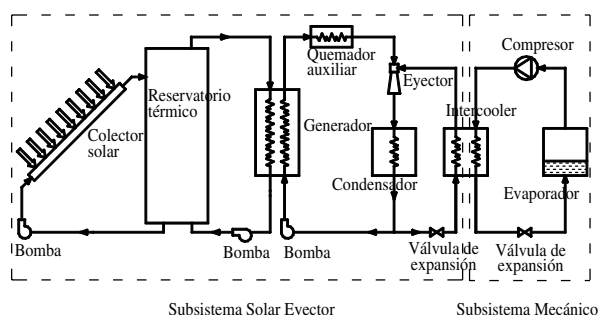 Compresor
Quemador
auxiliar
Eyector
Reservatorio
térmico
Intercooler
Colector
solar
Generador
Condensador
Evaporador
Bomba
Bomba
Bomba
Válvula de
expansión
Válvula de
expansión
Subsistema Solar Eyector
Subsistema Mecánico